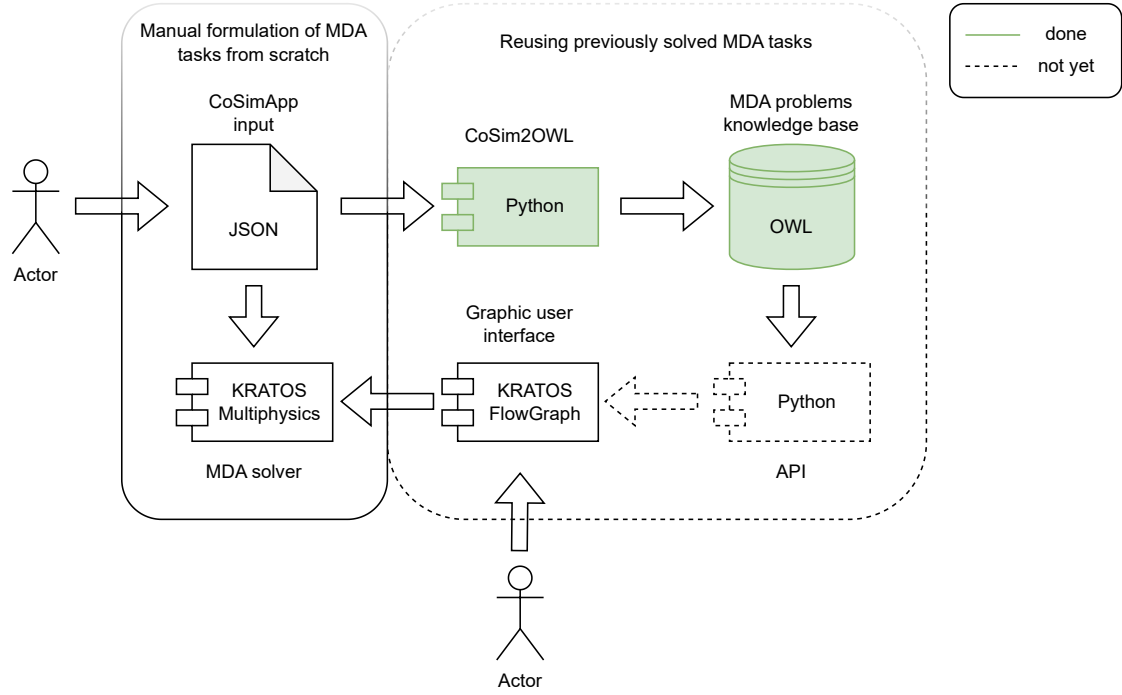 Manual formulation of MDA
tasks from scratch
Reusing previously solved MDA tasks
done
not yet
CoSimApp
input
CoSim2OWL
MDA problems
knowledge base
JSON
Python
OWL
Actor
Graphic user
interface
KRATOS
Multiphysics
KRATOS
FlowGraph
Python
MDA solver
API
Actor